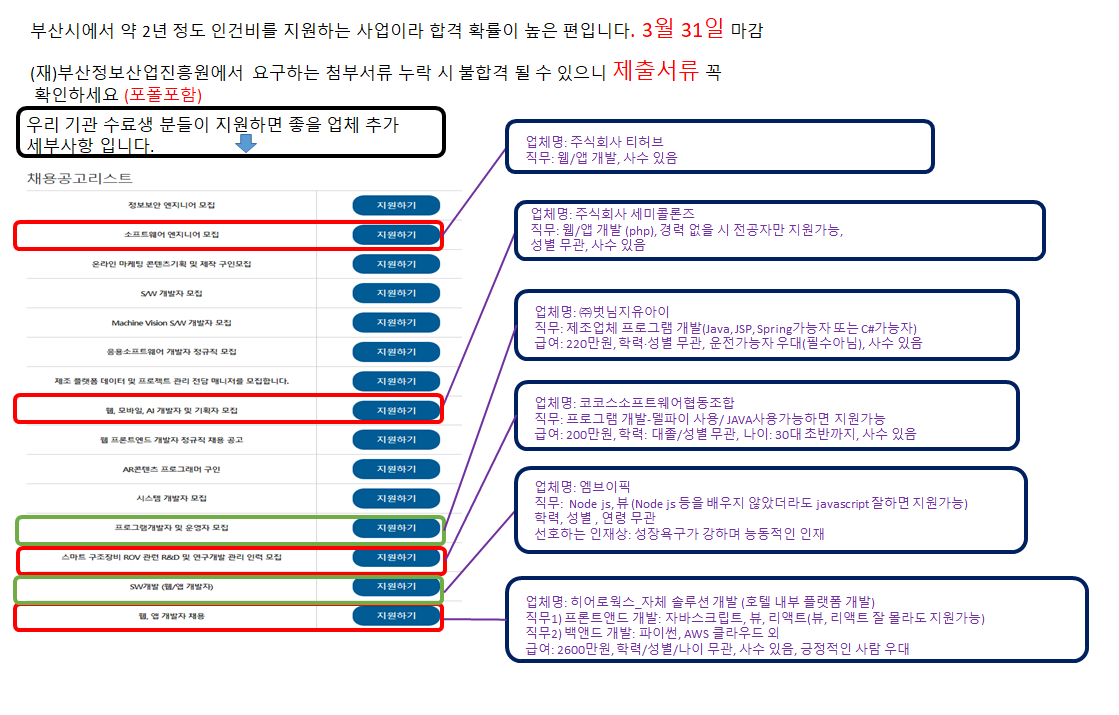 부산시에서 약 2년 정도 인건비를 지원하는 사업이라 합격 확률이 높은 편입니다. 3월 31일 마감
(재)부산정보산업진흥원에서 요구하는 첨부서류 누락 시 불합격 될 수 있으니 제출서류 꼭
확인하세요 (포폴포함)
우리 기관 수료생 분들이 지원하면 좋을 업체 추가
세부사항 입니다.
채용공고리스트
정보보안 엔지니어 모집 지원하기
소프트웨어 엔지니어 모집 지원하기
온라인 마케팅 콘텐츠기획 및 제작 구인모집 지원하기
S/W 개발자 모집 지원하기
Machine Vision S/W 개발자 모집 지원하기
응용소프트웨어 개발자 정규직 모집 지원하기
제조 플랫폼 데이터 및 프로젝트 관리 전담 매니저를 모집합니다. 지원하기
웹, 모바일, AI 개발자 및 기획자 모집 지원하기
웹 프론트엔드 개발자 정규직 채용 공고 지원하기
AR콘텐츠 프로그래머 구인 지원하기
시스템 개발자 모집 지원하기
프로그램개발자 및 운영자 모집 지원하기
스마트 구조장비 ROV 관련 R&D 및 연구개발 관리 인력 모집 지원하기
SW개발 (웹/앱 개발자) 지원하기
웹, 앱 개발자 채용 지원하기
업체명: 주식회사 티허브
직무: 웹/앱 개발, 사수 있음
업체명: 주식회사 세미콜론즈
직무: 웹/앱 개발 (php), 경력 없을 시 전공자만 지원가능,
성별 무관, 사수 있음
업체명: ㈜벗님지유아이
직무: 제조업체 프로그램 개발(Java, JSP, Spring가능자 또는 C#가능자)
급여: 220만원, 학력·성별 무관, 운전가능자 우대(필수아님), 사수 있음
업체명: 코코소프트웨어협동조합
직무: 프로그램 개발-델파이 사용/ JAVA사용가능하면 지원가능
급여: 200만원, 학력: 대졸/성별 무관, 나이: 30대 초반까지, 사수 있음
업체명: 엠브이픽
직무: Node js, 뷰 (Node js 등을 배우지 않았더라도 javascript 잘하면 지원가능)
학력, 성별 , 연령 무관
선호하는 인재상: 성장욕구가 강하며 능동적인 인재
업체명: 히어로웍스_자체 솔루션 개발 (호텔 내부 플랫폼 개발)
직무1) 프론트앤드 개발: 자바스크립트, 뷰, 리액트(뷰, 리액트 잘 몰라도 지원가능)
직무2) 백앤드 개발: 파이썬, AWS 클라우드 외
급여: 2600만원, 학력/성별/나이 무관, 사수 있음, 긍정적인 사람 우대